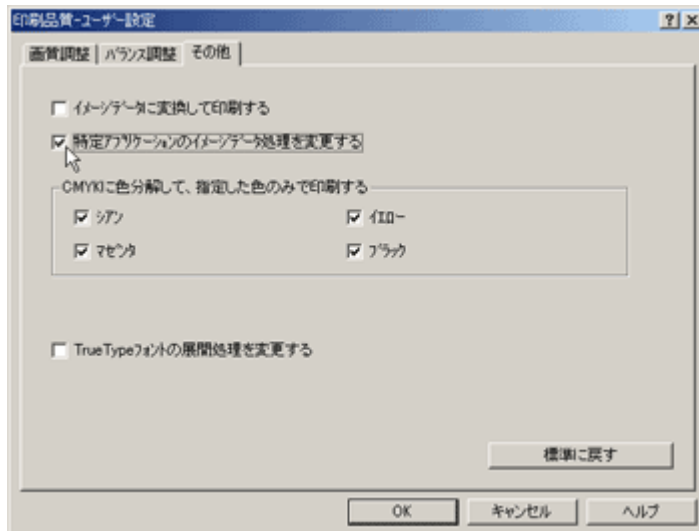 印刷品質-ユーザー設定
画質調整 バランス調整 その他
イメージデータに変換して印刷する
特定アプリケーションのイメージデータ処理を変更する
CMYKに色分解して、指定した色のみで印刷する
シアン イエロー
マゼンタ ブラック
TrueTypeフォントの展開処理を変更する
標準に戻す
OK キャンセル ヘルプ